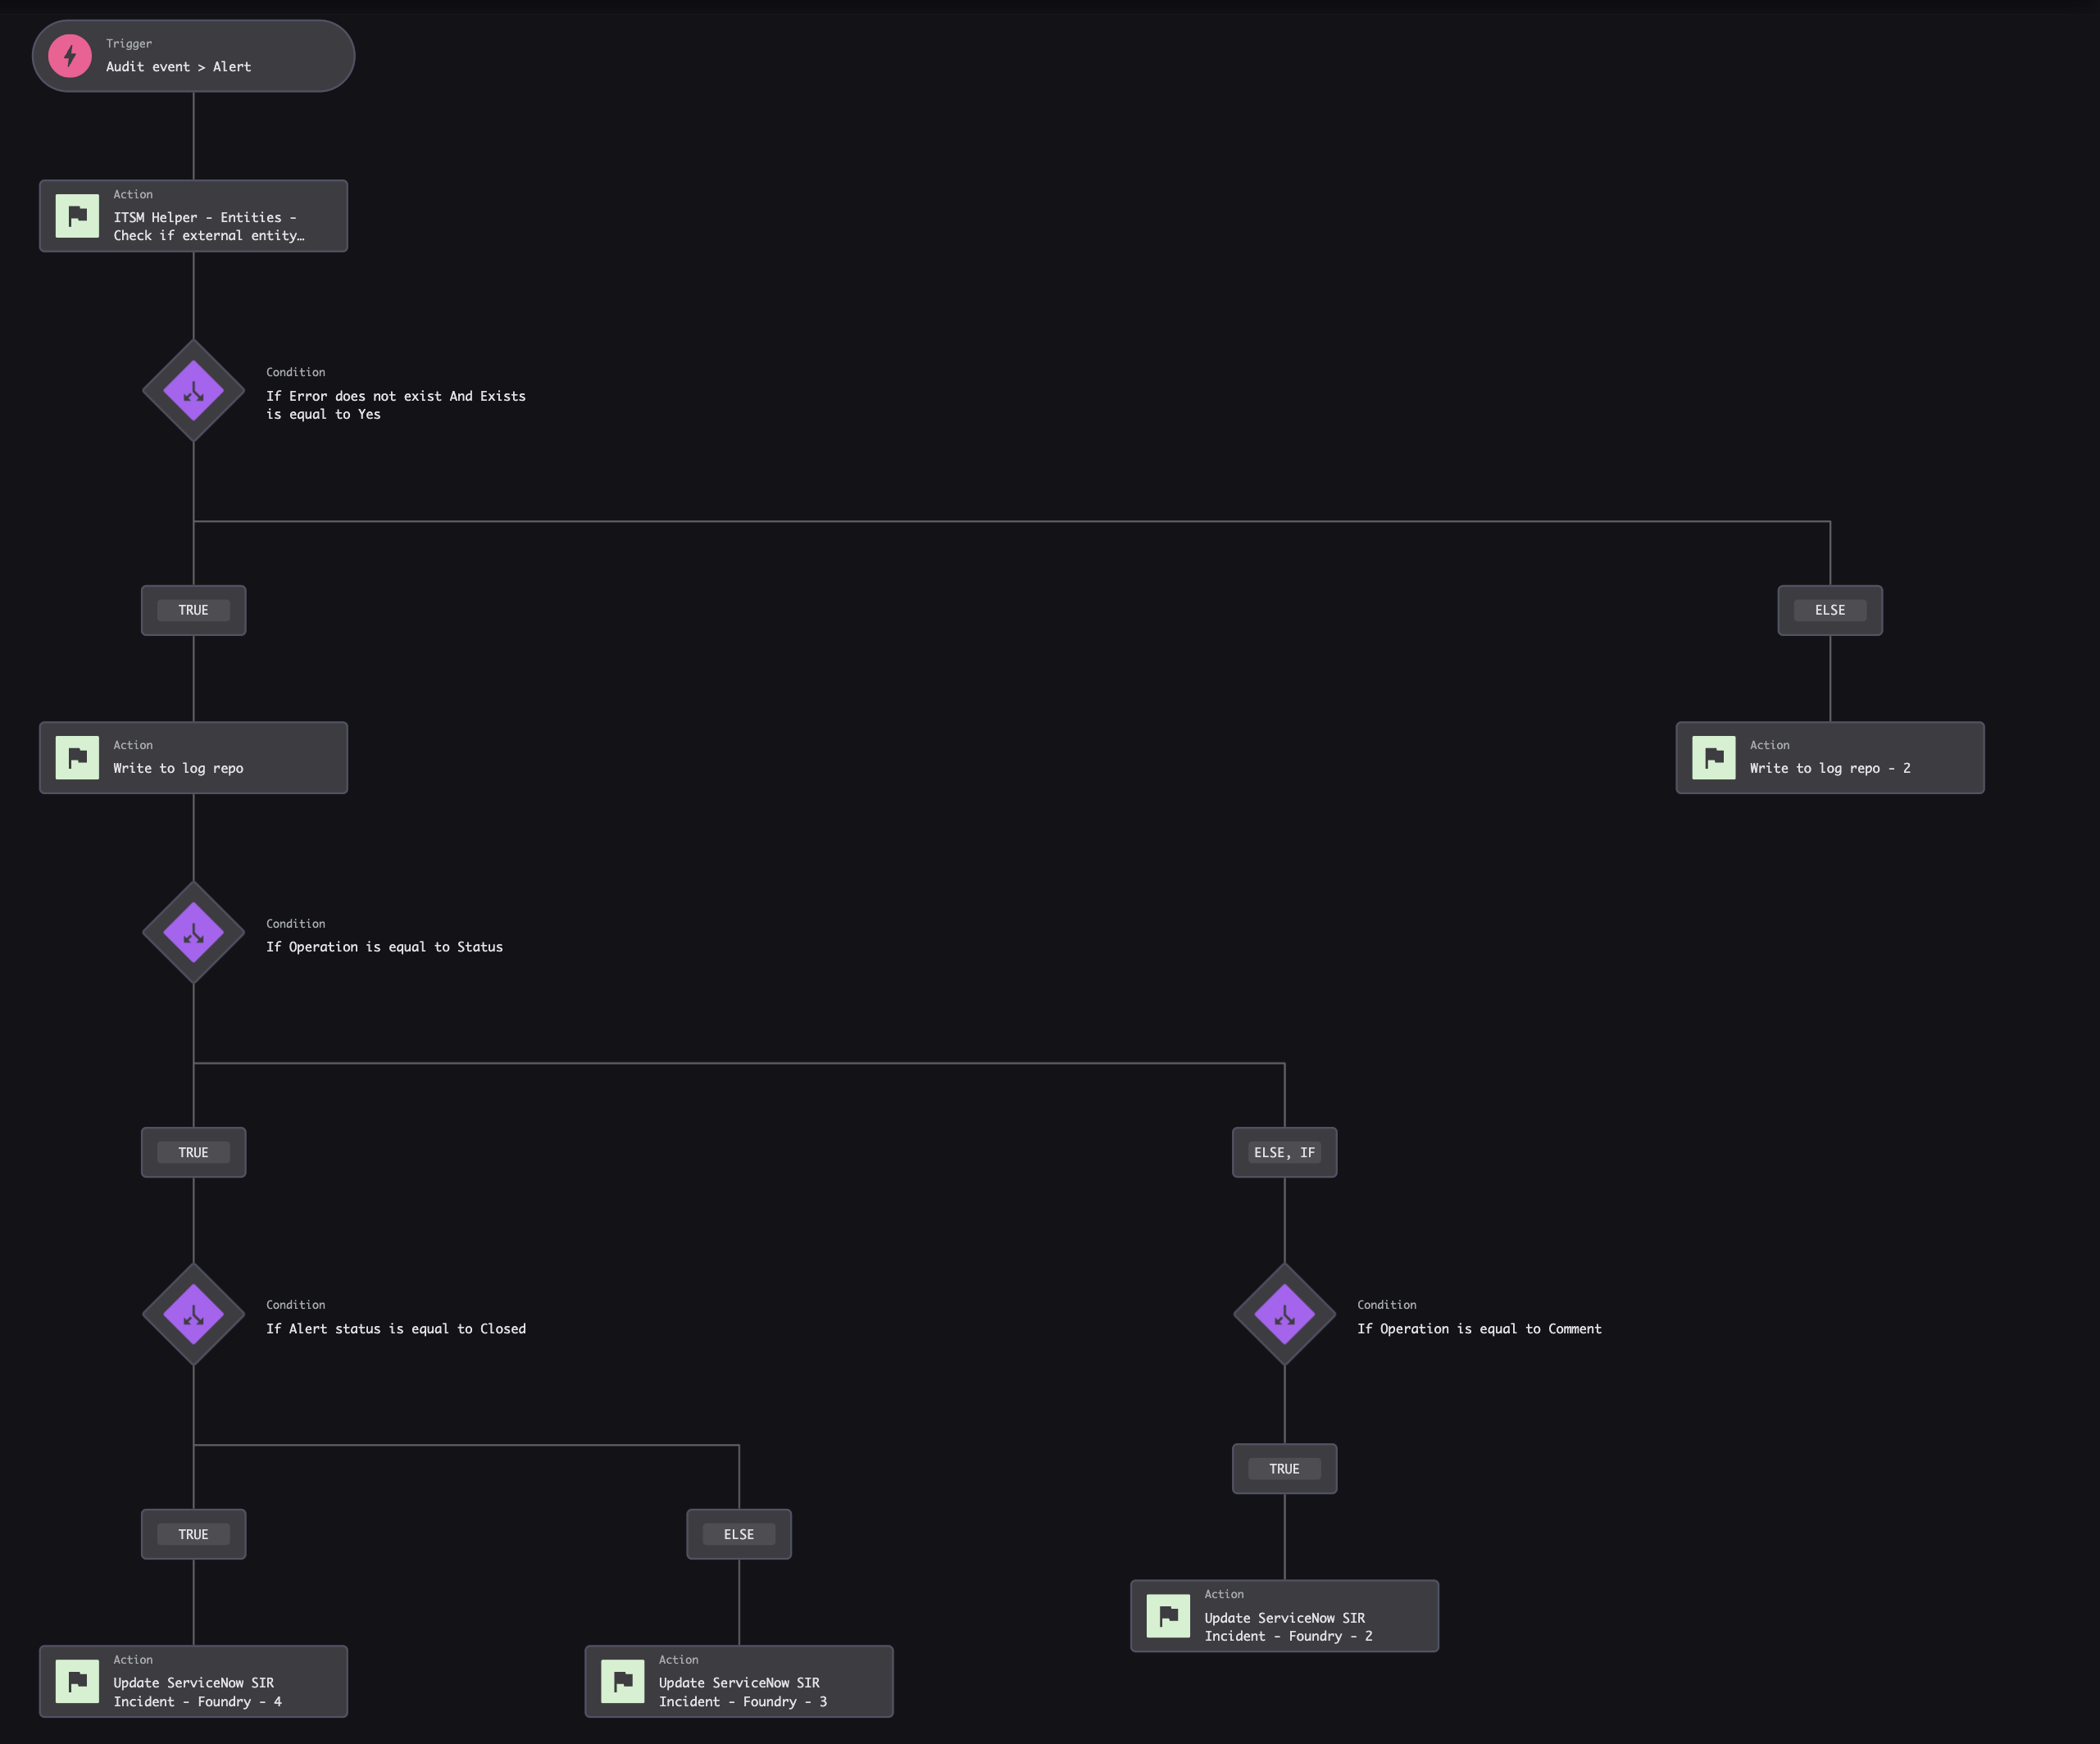 Trigger
Audit event > Alert
Action
ITSM Helper - Entities -
Check if external entity…
Condition
If Error does not exist And Exists
is equal to Yes
TRUE
ELSE
Action
Write to log repo
Action
Write to log repo - 2
Condition
If Operation is equal to Status
TRUE
ELSE, IF
Condition
If Alert status is equal to Closed
Condition
If Operation is equal to Comment
TRUE
TRUE
ELSE
Action
Update ServiceNow SIR
Incident - Foundry - 2
Action
Update ServiceNow SIR
Incident - Foundry - 4
Action
Update ServiceNow SIR
Incident - Foundry - 3